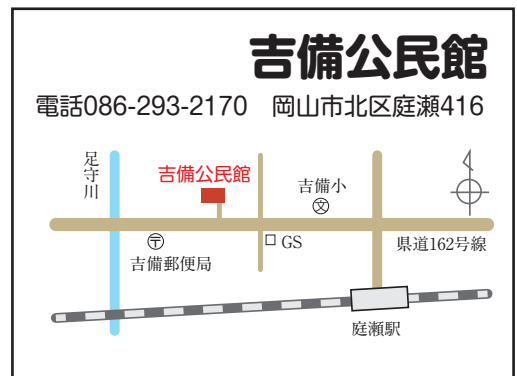 吉備公民館
電話086-293-2170　岡山市北区庭瀬416
足守川
吉備公民館
吉備小
文
〒
吉備郵便局
GS
県道162号線
庭瀬駅